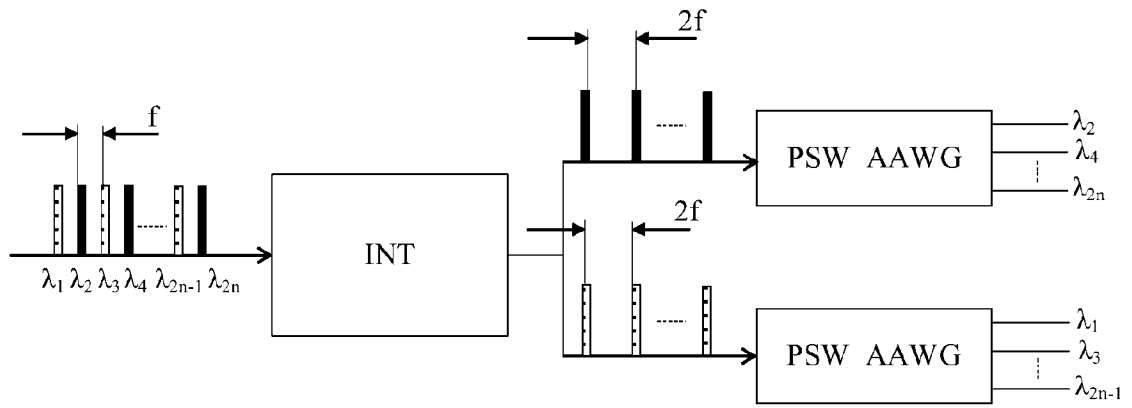 2f
f
PSW AAWG
λ2
λ4
λ2n
INT
2f
λ1 λ2 λ3 λ4 λ2n-1 λ2n
PSW AAWG
λ1
λ3
λ2n-1